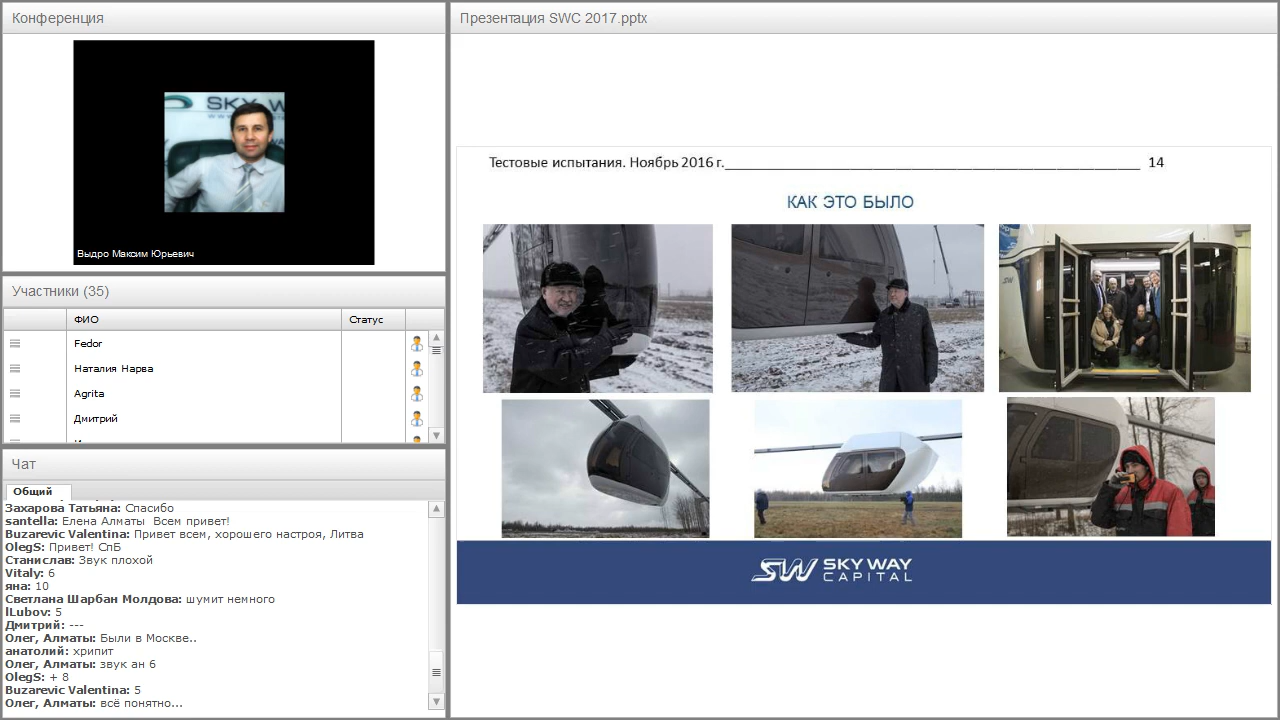 Конференция
SKY W
Выдро Максим Юрьевич
Участники (35)
ФИО
Статус
Fedor
Наталия Нарва
Agrita
Дмитрий
Чат
Общий
Захарова Татьяна: Спасибо
santella: Елена Алматы Всем привет!
Buzarevic Valentina: Привет всем, хорошего настроя, Литва
OlegS: Привет! СпБ
Станислав: Звук плохой
Vitaly: 6
яна: 10
Светлана Шарбан Молдова: шумит немного
ILubov: 5
Дмитрий: ---
Олег, Алматы: Были в Москве..
анатолий: хрипит
Олег, Алматы: звук ан 6
OlegS: + 8
Buzarevic Valentina: 5
Олег, Алматы: всё понятно...
Презентация SWC 2017.pptx
Тестовые испытания. Ноябрь 2016 г. 14
КАК ЭТО БЫЛО
SW SKY WAY
CAPITAL